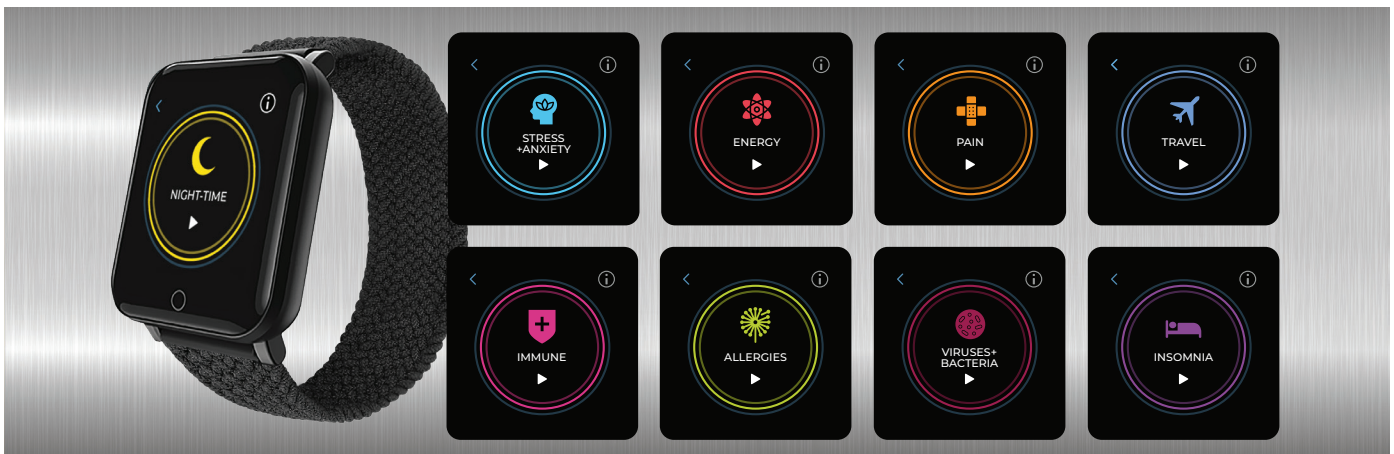 NIGHT-TIME
STRESS
+ANXIETY
ENERGY
PAIN
TRAVEL
IMMUNE
ALLERGIES
VIRUSES+
BACTERIA
INSOMNIA